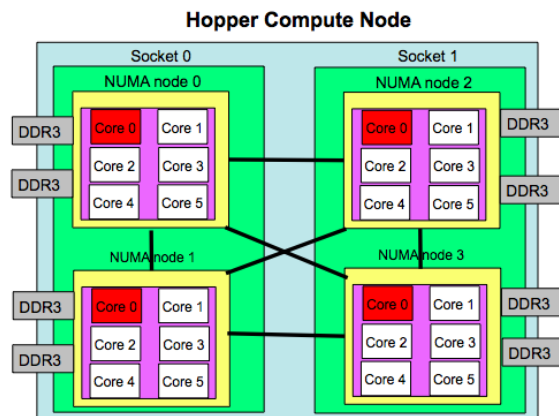 Hopper Compute Node
Socket 0 Socket 1
NUMA node 0 NUMA node 2
DDR3 Core 0 Core 1 Core 0 Core 1 DDR3
Core 2 Core 3 Core 2 Core 3
DDR3 Core 4 Core 5 Core 4 Core 5 DDR3
NUMA node 1 NUMA node 3
DDR3 Core 0 Core 1 Core 0 Core 1 DDR3
Core 2 Core 3 Core 2 Core 3
DDR3 Core 4 Core 5 Core 4 Core 5 DDR3